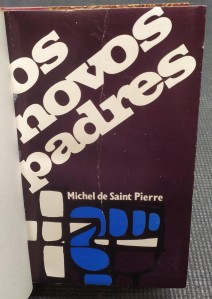 os
novos
padres
Michel de Saint Pierre